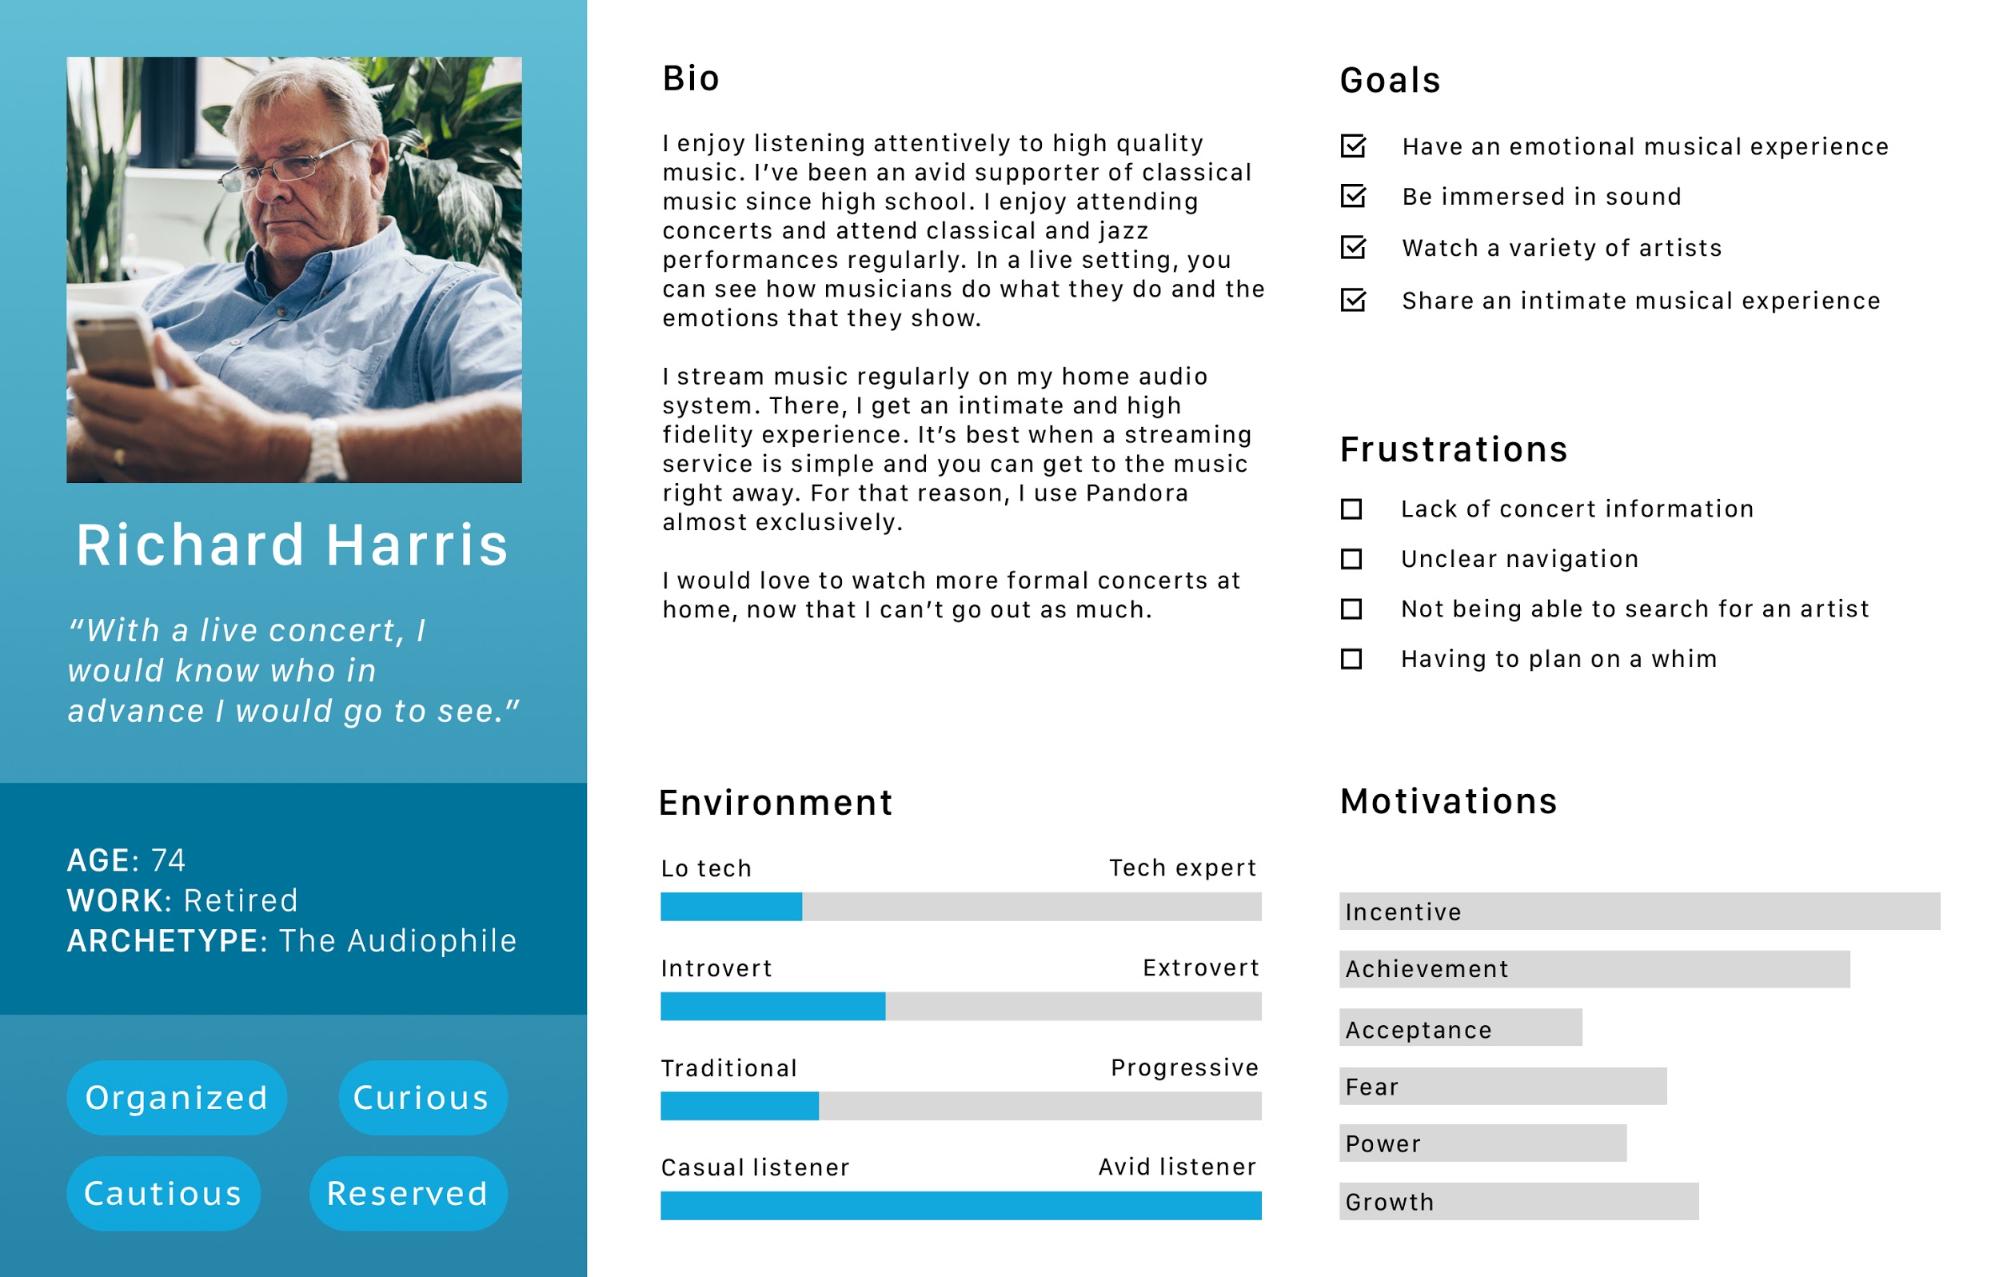 Richard Harris
“With a live concert, I
would know who in
advance I would go to see.”
AGE: 74
WORK: Retired
ARCHETYPE: The Audiophile
Organized
Curious
Cautious
Reserved
Bio
I enjoy listening attentively to high quality
music. I’ve been an avid supporter of classical
music since high school. I enjoy attending
concerts and attend classical and jazz
performances regularly. In a live setting, you
can see how musicians do what they do and the
emotions that they show.
I stream music regularly on my home audio
system. There, I get an intimate and high
fidelity experience. It’s best when a streaming
service is simple and you can get to the music
right away. For that reason, I use Pandora
almost exclusively.
I would love to watch more formal concerts at
home, now that I can’t go out as much.
Environment
Lo tech Tech expert
Introvert Extrovert
Traditional Progressive
Casual listener Avid listener
Goals
Have an emotional musical experience
Be immersed in sound
Watch a variety of artists
Share an intimate musical experience
Frustrations
Lack of concert information
Unclear navigation
Not being able to search for an artist
Having to plan on a whim
Motivations
Incentive
Achievement
Acceptance
Fear
Power
Growth